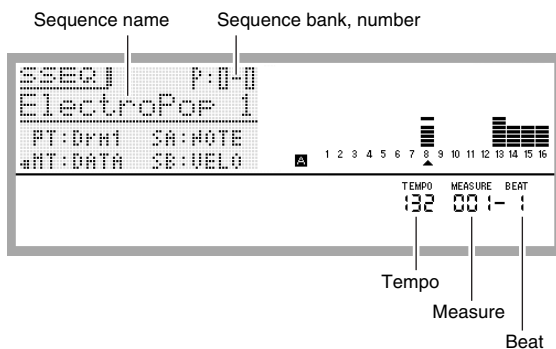 Sequence name
Sequence bank, number
SSEQ P:0-0
ElectroPop 1
PT:Drm1 SA:NOTE
MT:DATA SB:VELO
A 1 2 3 4 5 6 7 8 9 10 11 12 13 14 15 16
TEMPO MEASURE BEAT
132 001- 1
Tempo
Measure
Beat